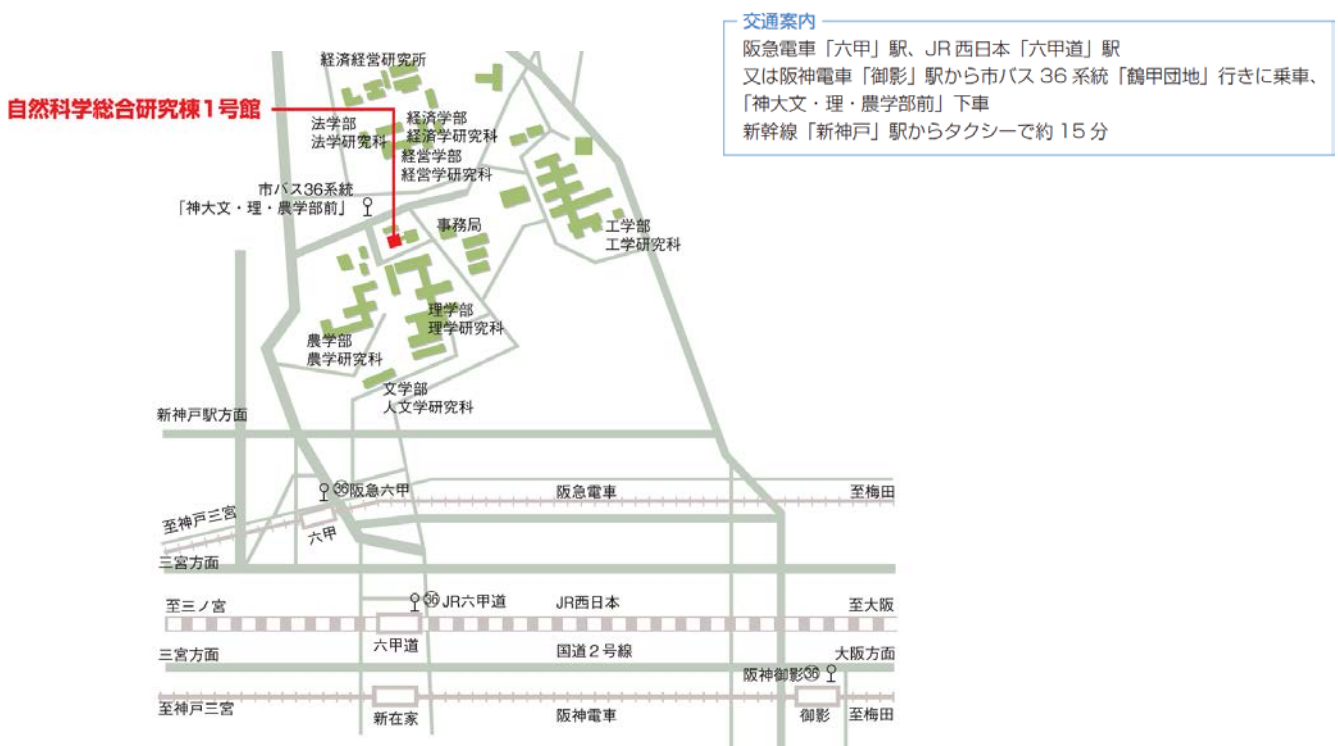 交通案内
阪急電車「六甲」駅、JR 西日本「六甲道」駅
又は阪神電車「御影」駅から市バス 36 系統「鶴甲団地」行きに乗車、
「神大文・理・農学部前」下車
新幹線「新神戸」駅からタクシーで約 15 分
経済経営研究所
自然科学総合研究棟1号館
法学部
法学研究科
経済学部
経済学研究科
経営学部
経営学研究科
市バス36系統
「神大文・理・農学部前」
事務局
工学部
工学研究科
理学部
理学研究科
農学部
農学研究科
文学部
人文学研究科
新神戸駅方面
㊱阪急六甲
阪急電車
至梅田
至神戸三宮
六甲
三宮方面
㊱JR六甲道
JR西日本
至三ノ宮
至大阪
六甲道
三宮方面
国道2号線
大阪方面
阪神御影㊱
至神戸三宮
新在家
阪神電車
御影
至梅田